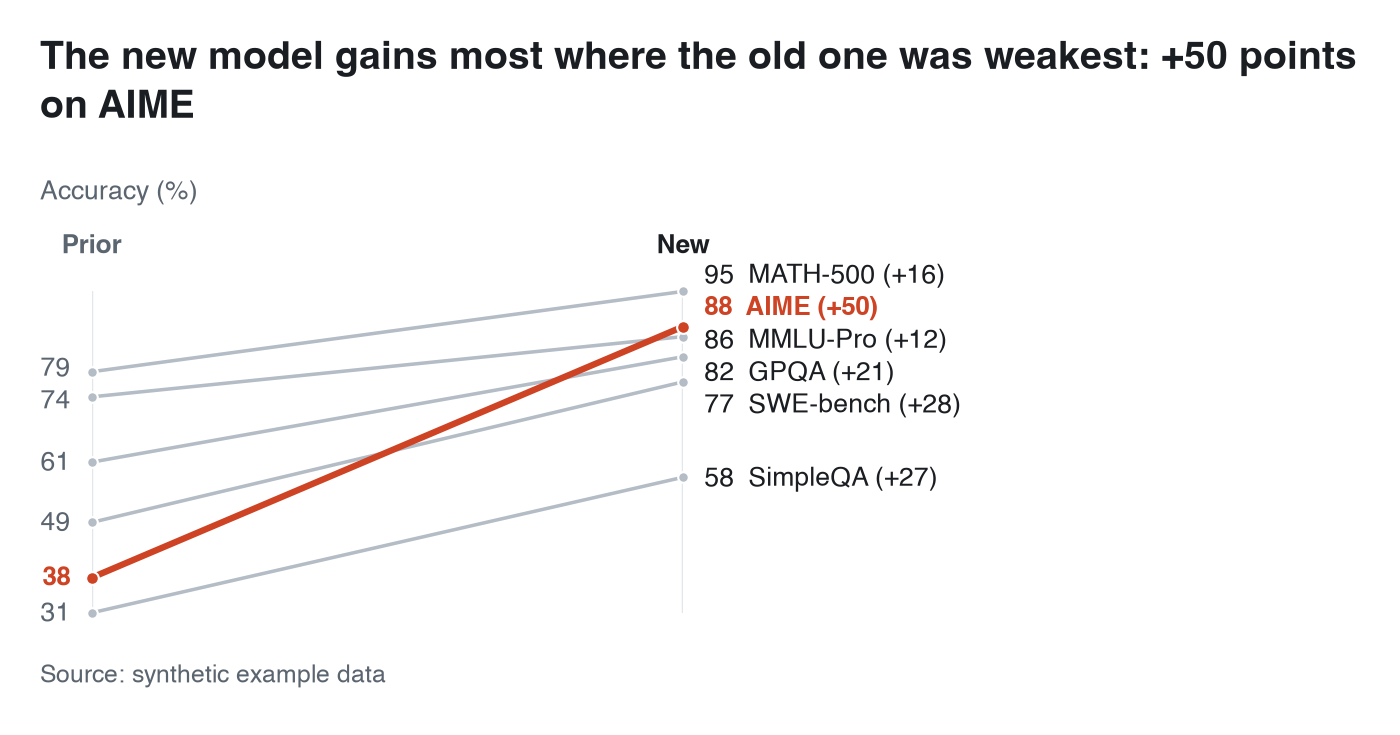 The new model gains most where the old one was weakest: +50 points
on AIME
Accuracy (%)
Prior
New
95 MATH-500 (+16)
88 AIME (+50)
86 MMLU-Pro (+12)
82 GPQA (+21)
77 SWE-bench (+28)
58 SimpleQA (+27)
79
74
61
49
38
31
Source: synthetic example data